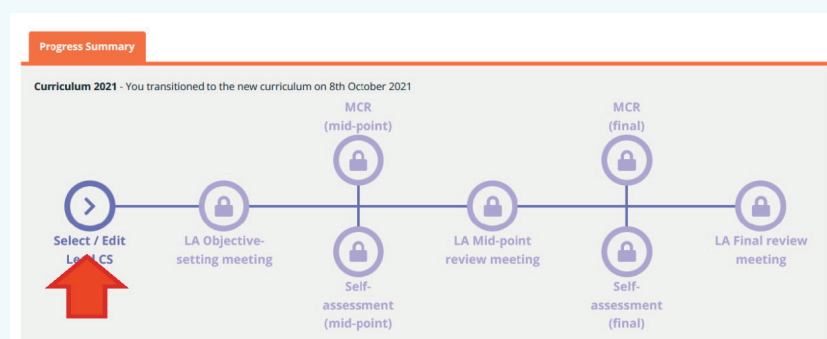 Progress Summary
Curriculum 2021 - You transitioned to the new curriculum on 8th October 2021
MCR
(mid-point)
MCR
(final)
Select / Edit
Lead CS
LA Objective-
setting meeting
LA Mid-point
review meeting
LA Final review
meeting
Self-
assessment
(mid-point)
Self-
assessment
(final)